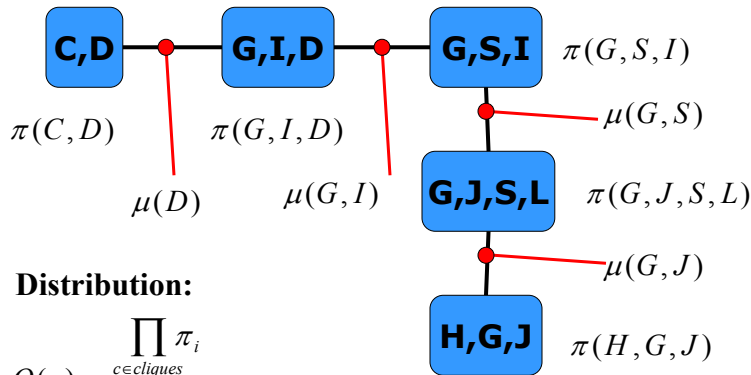 C,D G,I,D G,S,I π(G,S,I)
μ(G,S)
π(C,D) π(G,I,D)
μ(D) μ(G,I) G,J,S,L π(G,J,S,L)
μ(G,J)
Distribution:
∏ π_i
c∈cliques
H,G,J π(H,G,J)